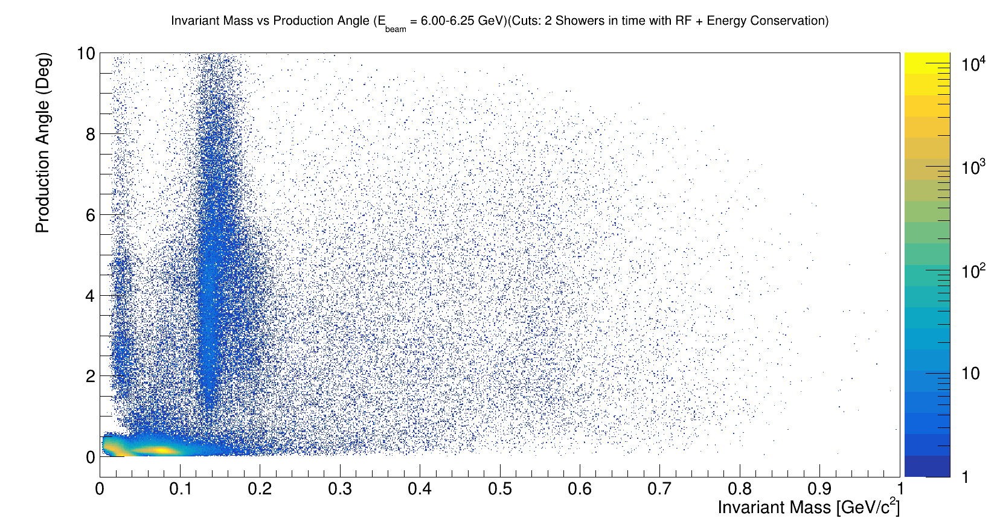 Invariant Mass vs Production Angle (E_beam = 6.00-6.25 GeV)(Cuts: 2 Showers in time with RF + Energy Conservation)
Production Angle (Deg)
10
8
6
4
2
0
0 0.1 0.2 0.3 0.4 0.5 0.6 0.7 0.8 0.9 1
Invariant Mass [GeV/c²]
10⁴
10³
10²
10
1